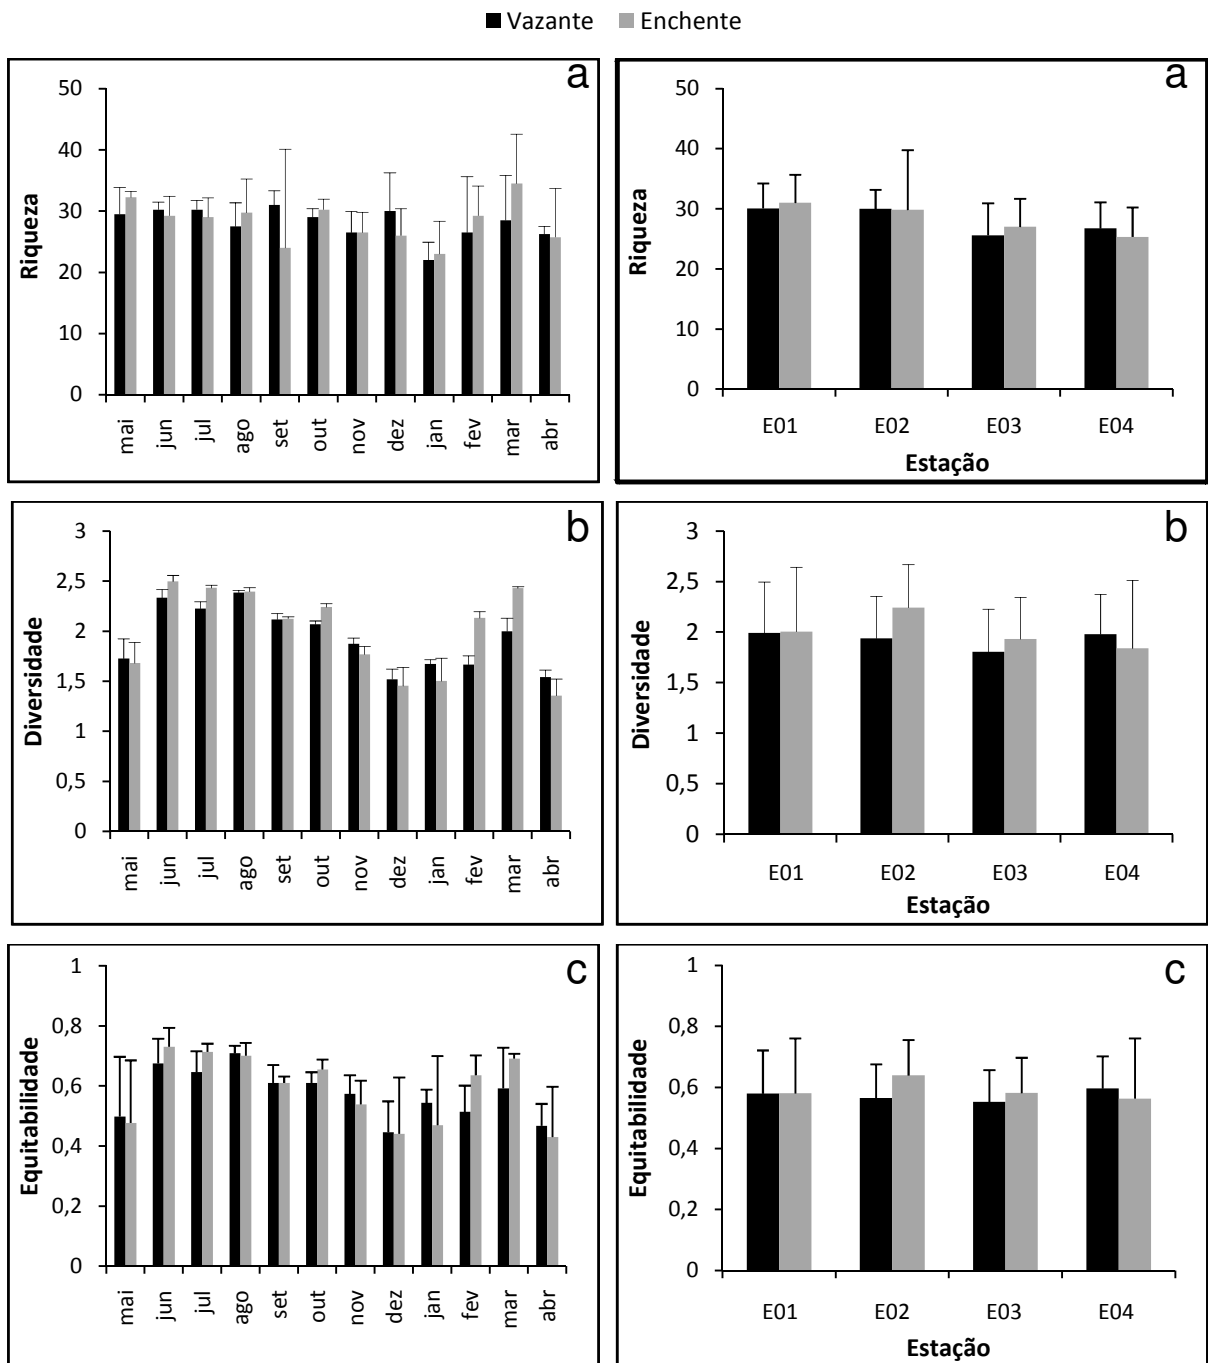 Vazante Enchente
a
50
40
30
20
10
0
Riqueza
mai jun jul ago set out nov dez jan fev mar abr
a
50
40
30
20
10
0
Riqueza
E01 E02 E03 E04
Estação
b
3
2,5
2
1,5
1
0,5
0
Diversidade
mai jun jul ago set out nov dez jan fev mar abr
b
3
2,5
2
1,5
1
0,5
0
Diversidade
E01 E02 E03 E04
Estação
c
1
0,8
0,6
0,4
0,2
0
Equitabilidade
mai jun jul ago set out nov dez jan fev mar abr
c
1
0,8
0,6
0,4
0,2
0
Equitabilidade
E01 E02 E03 E04
Estação